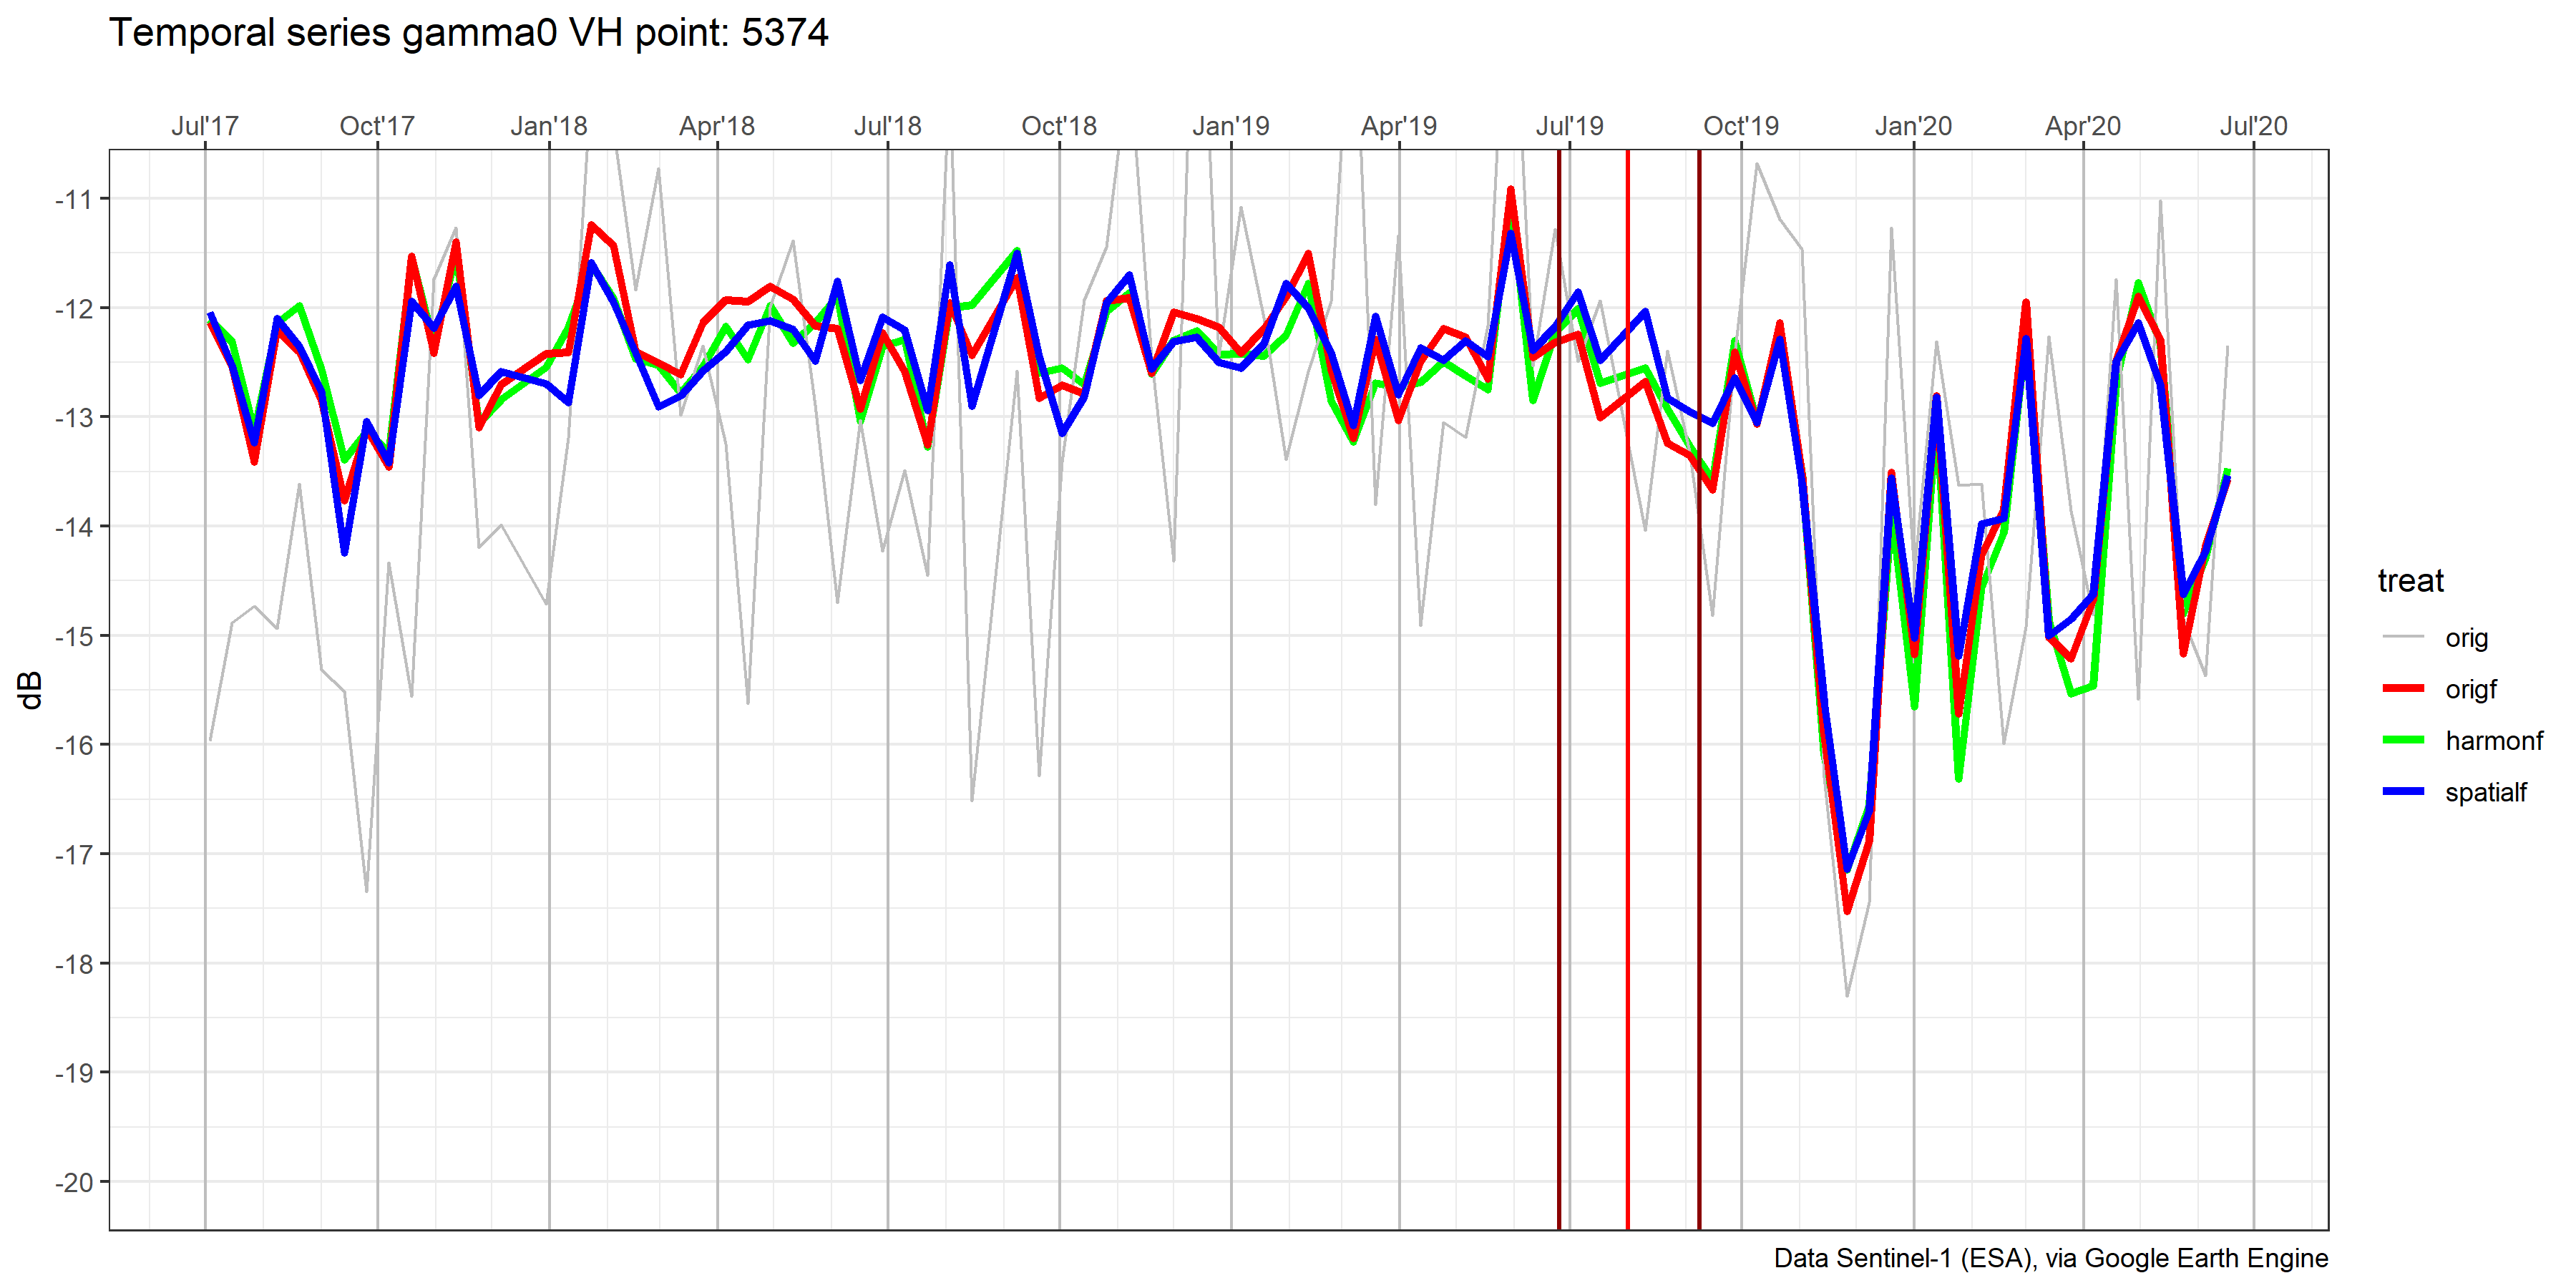 Temporal series gamma0 VH point: 5374
Jul'17 Oct'17 Jan'18 Apr'18 Jul'18 Oct'18 Jan'19 Apr'19 Jul'19 Oct'19 Jan'20 Apr'20 Jul'20
-11
-12
-13
-14
-15
-16
-17
-18
-19
-20
dB
treat
orig
origf
harmonf
spatialf
Data Sentinel-1 (ESA), via Google Earth Engine